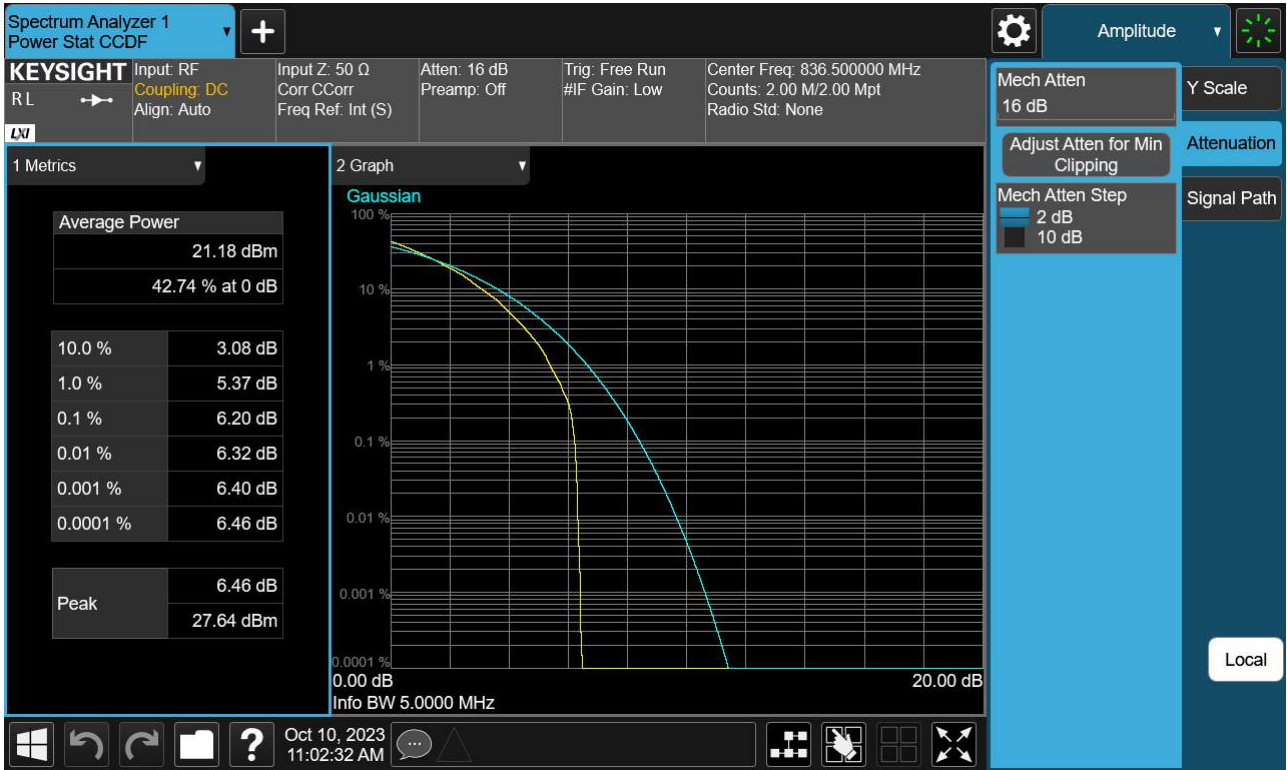 Spectrum Analyzer 1
Power Stat CCDF
+
Amplitude
KEYSIGHT
R L
LXI
Input: RF
Coupling: DC
Align: Auto
Input Z: 50 Ω
Corr CCorr
Freq Ref: Int (S)
Atten: 16 dB
Preamp: Off
Trig: Free Run
#IF Gain: Low
Center Freq: 836.500000 MHz
Counts: 2.00 M/2.00 Mpt
Radio Std: None
1 Metrics
Average Power
21.18 dBm
42.74 % at 0 dB
10.0 % 3.08 dB
1.0 % 5.37 dB
0.1 % 6.20 dB
0.01 % 6.32 dB
0.001 % 6.40 dB
0.0001 % 6.46 dB
Peak
6.46 dB
27.64 dBm
2 Graph
Gaussian
100 %
10 %
1 %
0.1 %
0.01 %
0.001 %
0.0001 %
0.00 dB 20.00 dB
Info BW 5.0000 MHz
Mech Atten
16 dB
Adjust Atten for Min
Clipping
Mech Atten Step
2 dB
10 dB
Y Scale
Attenuation
Signal Path
Local
?
Oct 10, 2023
11:02:32 AM